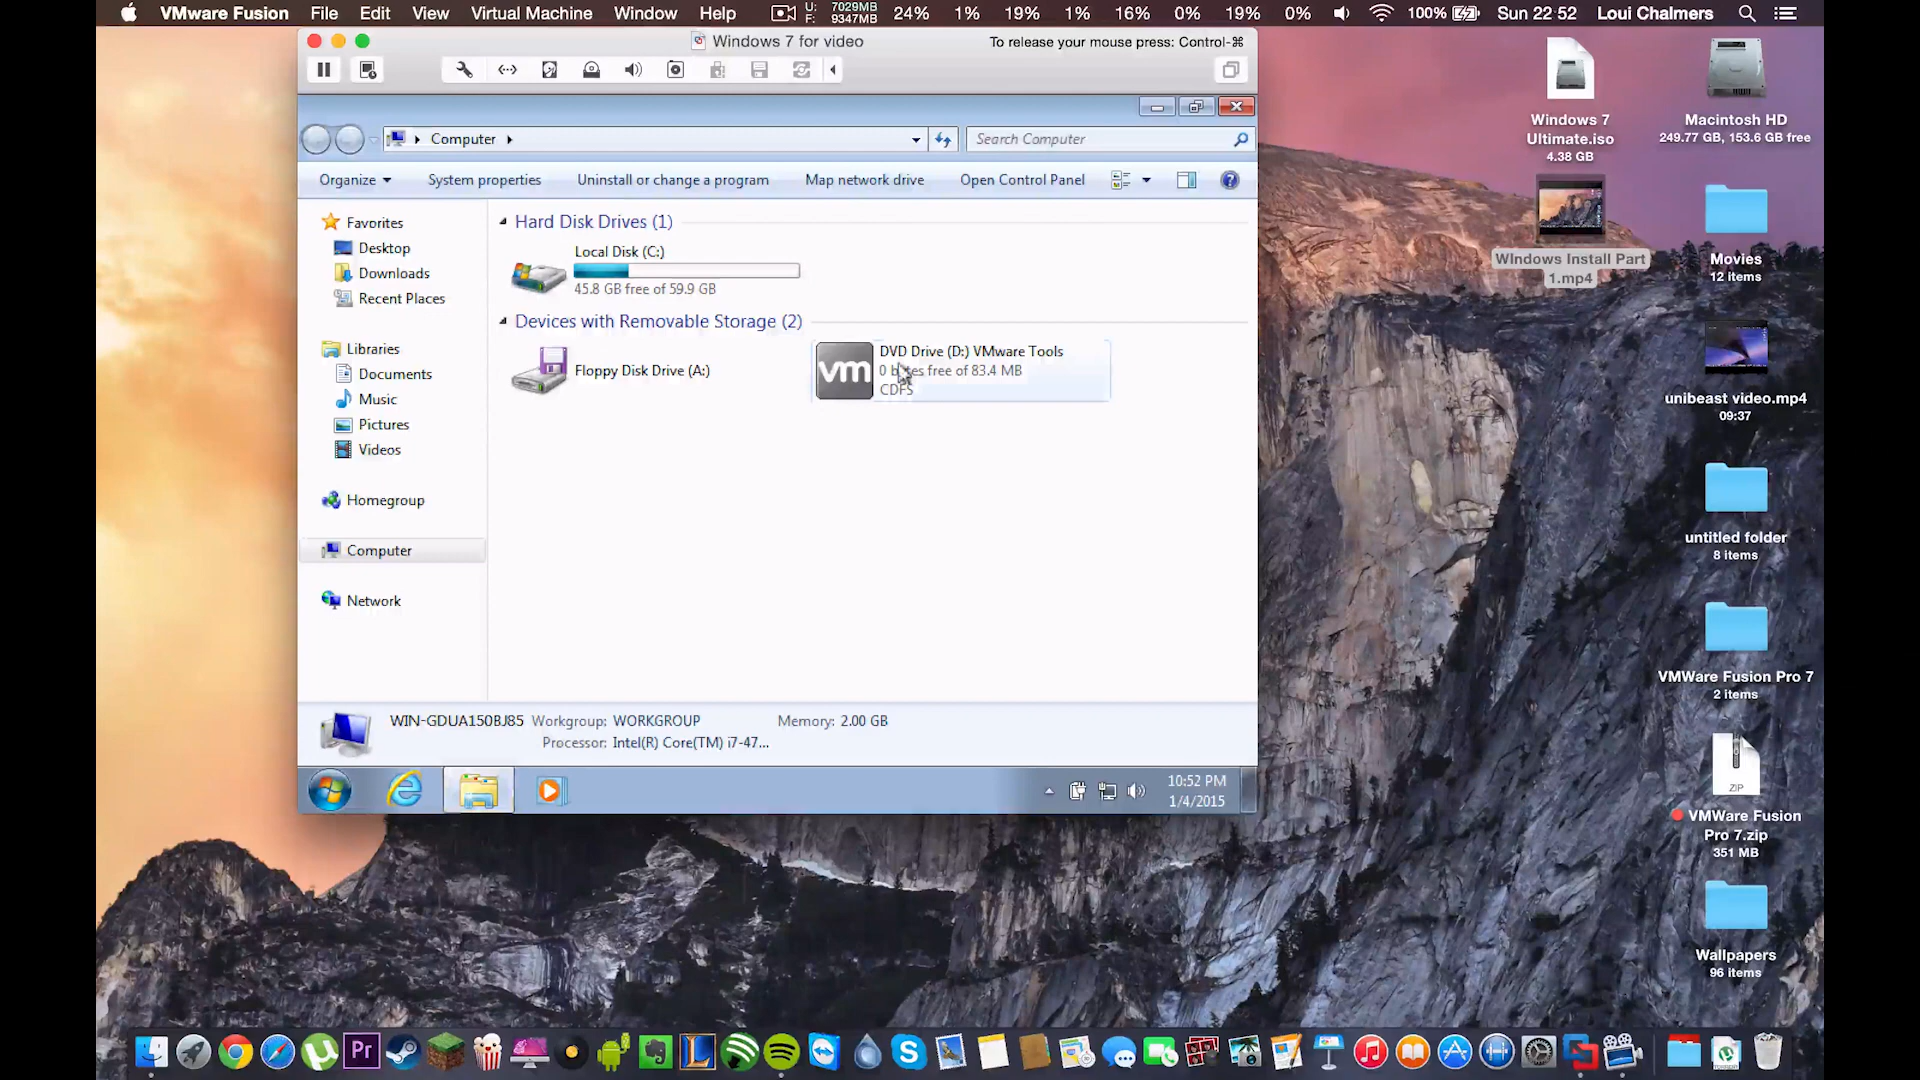 VMware Fusion File Edit View Virtual Machine Window Help U: 7029MB F: 9347MB 24% 1% 19% 1% 16% 0% 19% 0% 100% Sun 22:52 Loui Chalmers
Windows 7 for video
To release your mouse press: Control-⌘
Computer
Search Computer
Organize
System properties
Uninstall or change a program
Map network drive
Open Control Panel
Favorites
Desktop
Downloads
Recent Places
Libraries
Documents
Music
Pictures
Videos
Homegroup
Computer
Network
Hard Disk Drives (1)
Local Disk (C:)
45.8 GB free of 59.9 GB
Devices with Removable Storage (2)
Floppy Disk Drive (A:)
vm
DVD Drive (D:) VMware Tools
0 bytes free of 83.4 MB
CDFS
WIN-GDUA150BJ85 Workgroup: WORKGROUP Memory: 2.00 GB
Processor: Intel(R) Core(TM) i7-47...
10:52 PM
1/4/2015
Windows 7
Ultimate.iso
4.38 GB
WIndows Install Part
1.mp4
Macintosh HD
249.77 GB, 153.6 GB free
Movies
12 items
unibeast video.mp4
09:37
untitled folder
8 items
VMWare Fusion Pro 7
2 items
ZIP
VMWare Fusion
Pro 7.zip
351 MB
Wallpapers
96 items
Pr